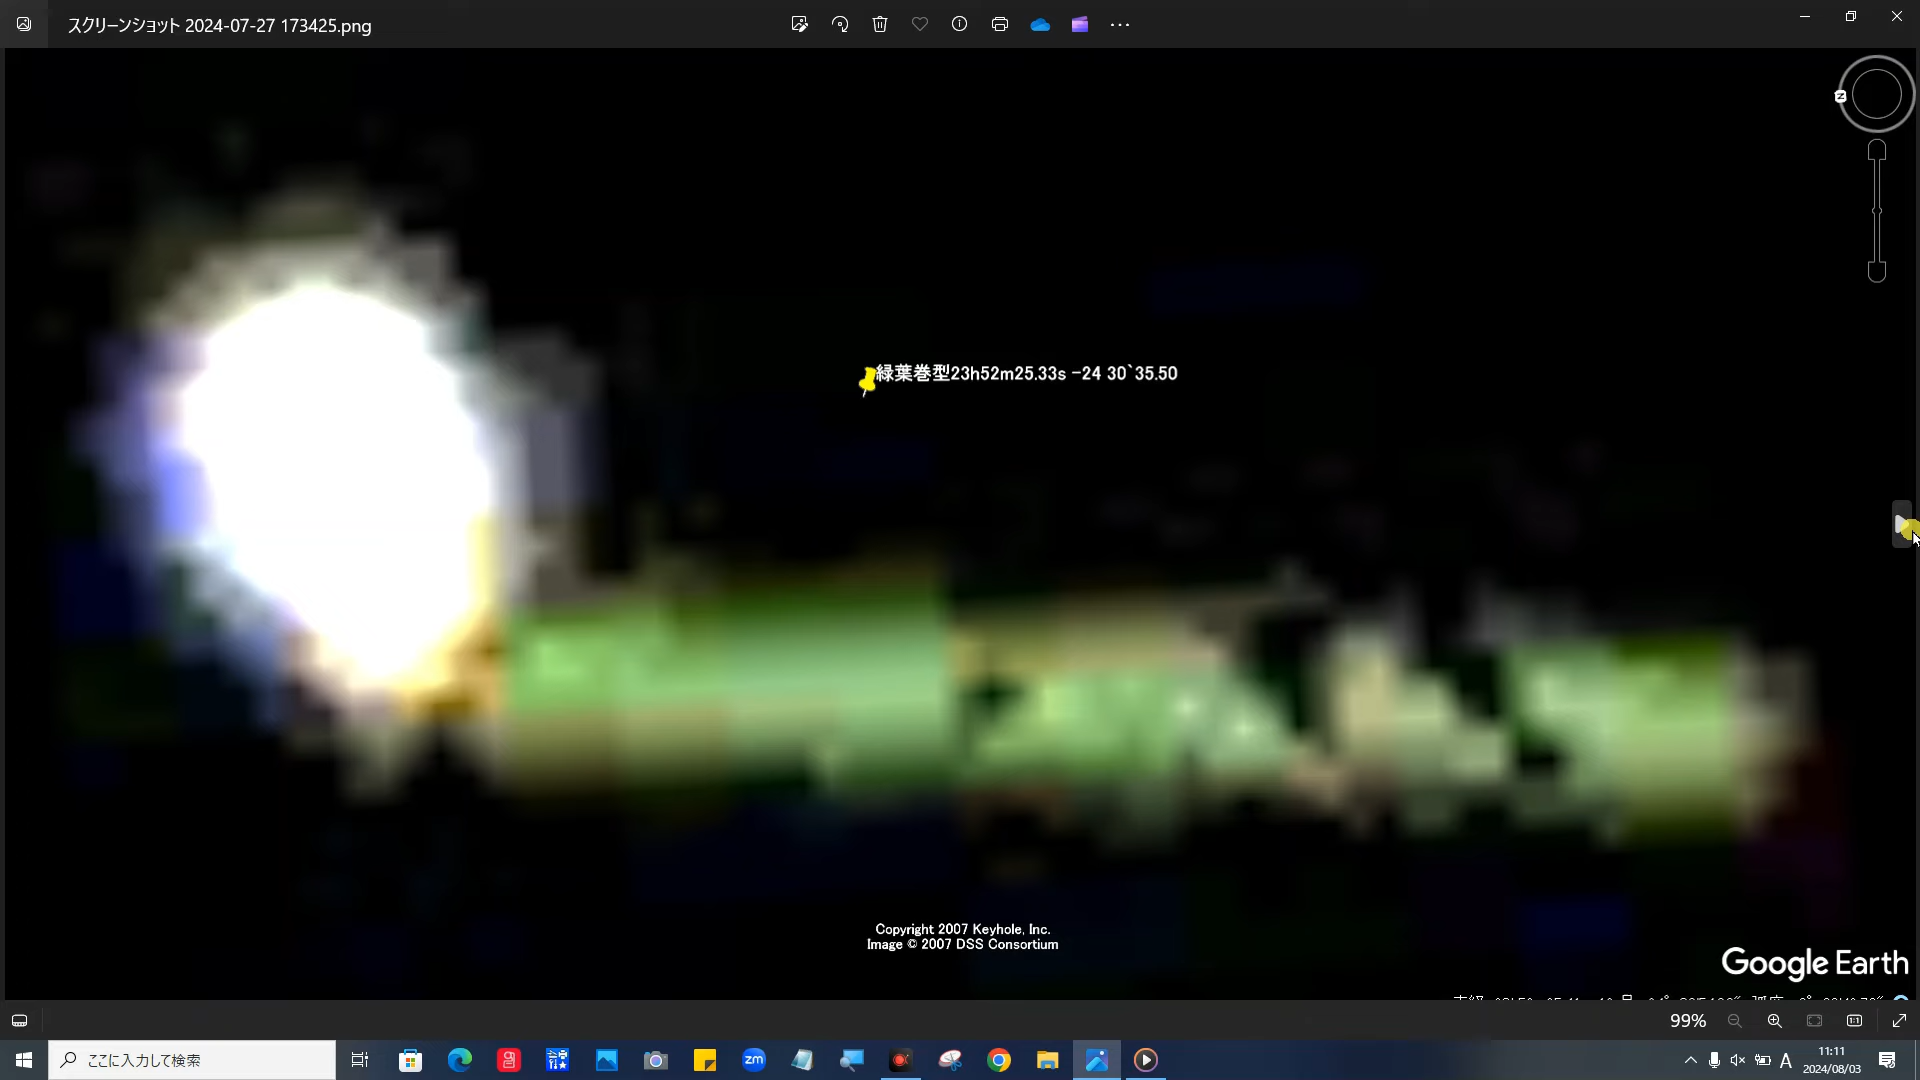 スクリーンショット 2024-07-27 173425.png
N
緑葉巻型23h52m25.33s -24 30`35.50
Copyright 2007 Keyhole, Inc.
Image © 2007 DSS Consortium
Google Earth
99%
ここに入力して検索
zm
A
11:11
2024/08/03